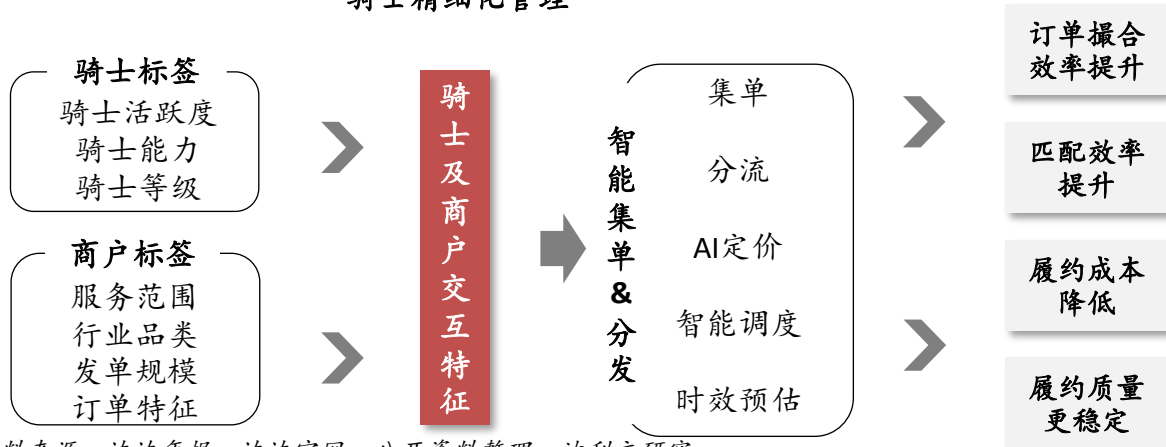 骑士精细化管理
骑士标签
骑士活跃度
骑士能力
骑士等级
商户标签
服务范围
行业品类
发单规模
订单特征
骑士及商户交互特征
智能集单&分发
集单
分流
AI定价
智能调度
时效预估
订单撮合
效率提升
匹配效率
提升
履约成本
降低
履约质量
更稳定